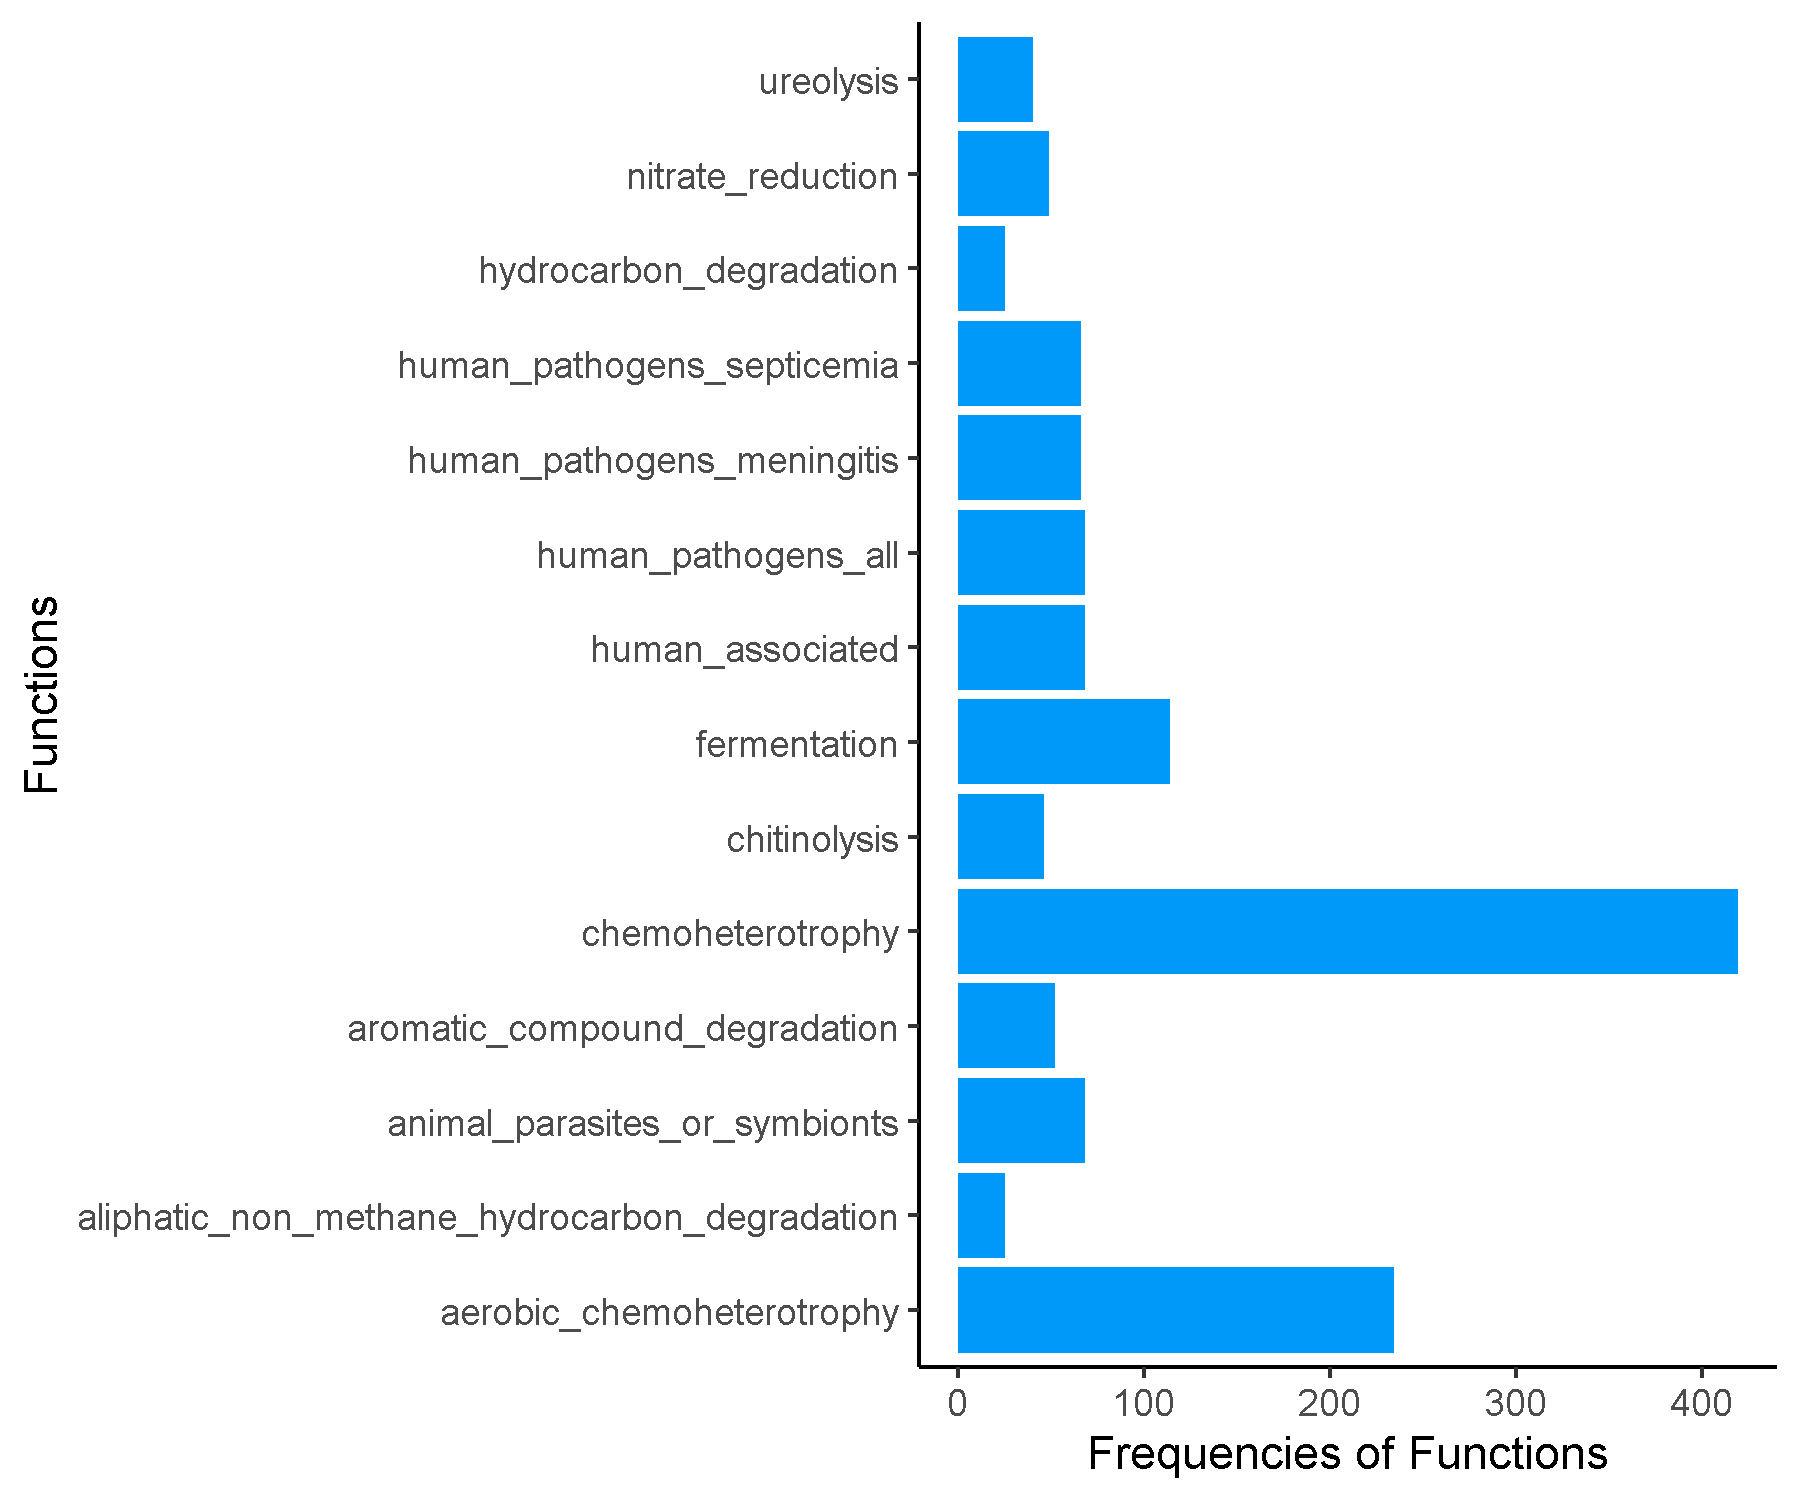 Functions
ureolysis
nitrate_reduction
hydrocarbon_degradation
human_pathogens_septicemia
human_pathogens_meningitis
human_pathogens_all
human_associated
fermentation
chitinolysis
chemoheterotrophy
aromatic_compound_degradation
animal_parasites_or_symbionts
aliphatic_non_methane_hydrocarbon_degradation
aerobic_chemoheterotrophy
0 100 200 300 400
Frequencies of Functions